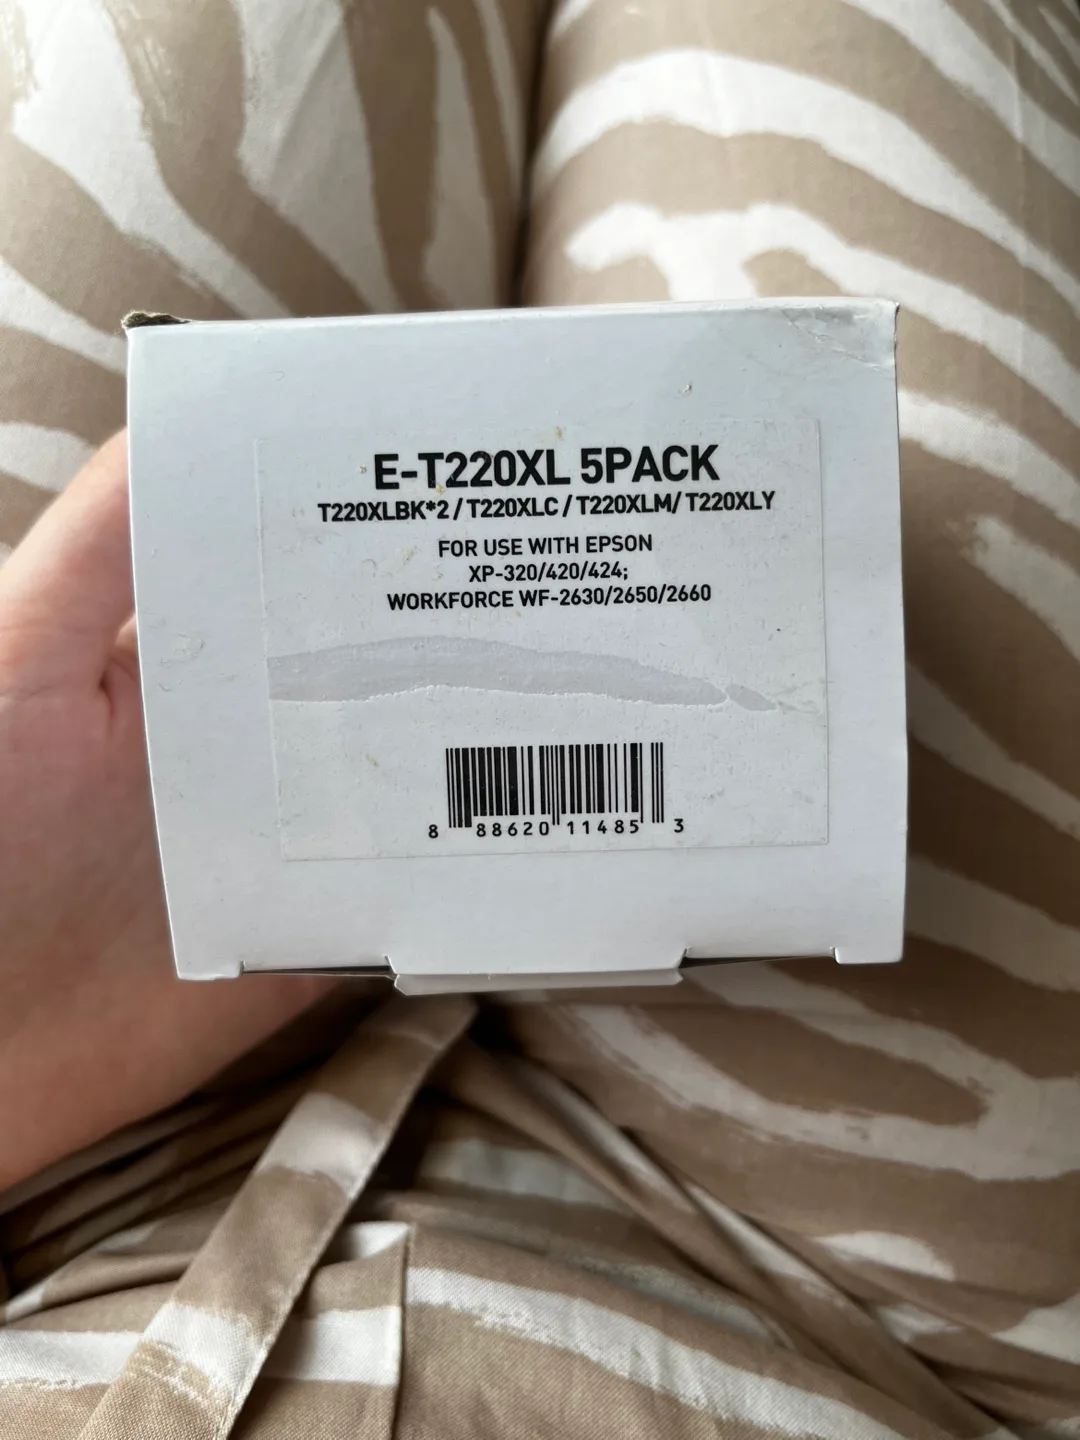 E-T220XL 5PACK
T220XLBK*2 / T220XLC / T220XLM/ T220XLY
FOR USE WITH EPSON
XP-320/420/424;
WORKFORCE WF-2630/2650/2660
8 88620 11485 3